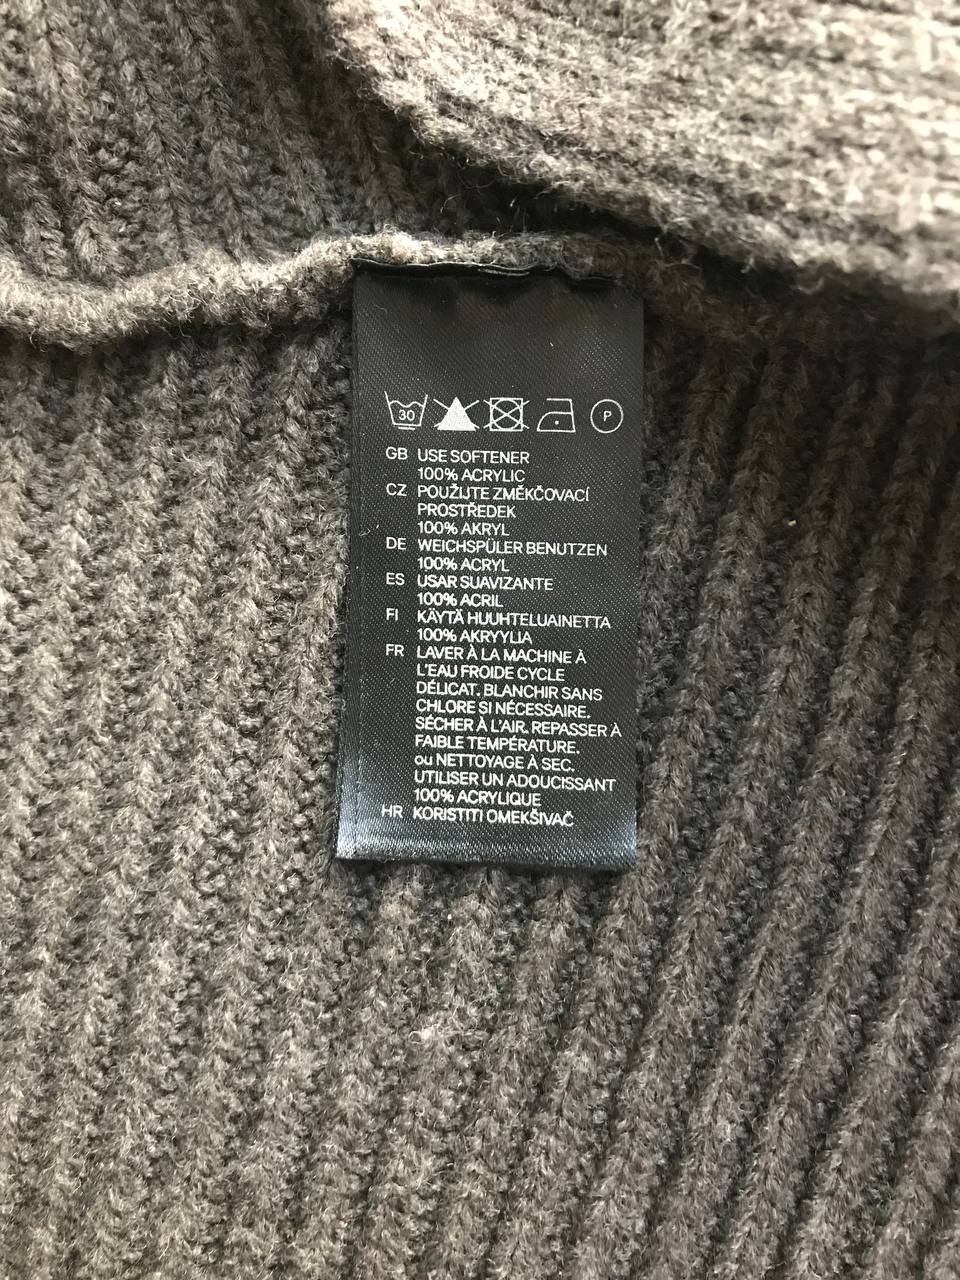 30 P
GB USE SOFTENER
100% ACRYLIC
CZ POUŽIJTE ZMĚKČOVACÍ
PROSTŘEDEK
100% AKRYL
DE WEICHSPÜLER BENUTZEN
100% ACRYL
ES USAR SUAVIZANTE
100% ACRIL
FI KÄYTÄ HUUHTELUAINETTA
100% AKRYYLIA
FR LAVER À LA MACHINE À
L'EAU FROIDE CYCLE
DÉLICAT. BLANCHIR SANS
CHLORE SI NÉCESSAIRE.
SÉCHER À L'AIR. REPASSER À
FAIBLE TEMPÉRATURE.
ou NETTOYAGE À SEC.
UTILISER UN ADOUCISSANT
100% ACRYLIQUE
HR KORISTITI OMEKŠIVAČ